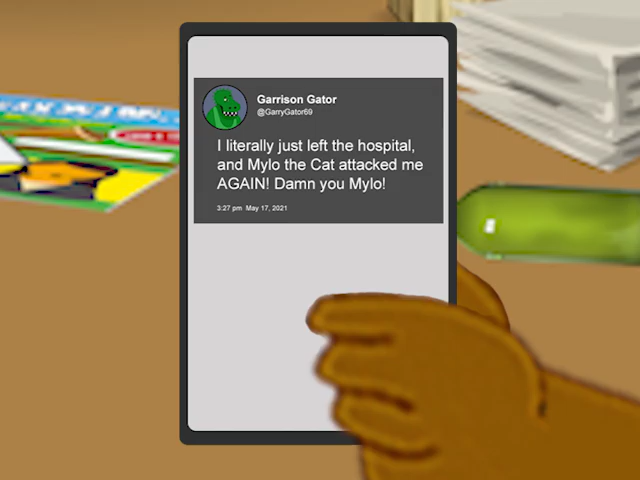 Garrison Gator
@GarryGator69
I literally just left the hospital,
and Mylo the Cat attacked me
AGAIN! Damn you Mylo!
3:27 pm May 17, 2021